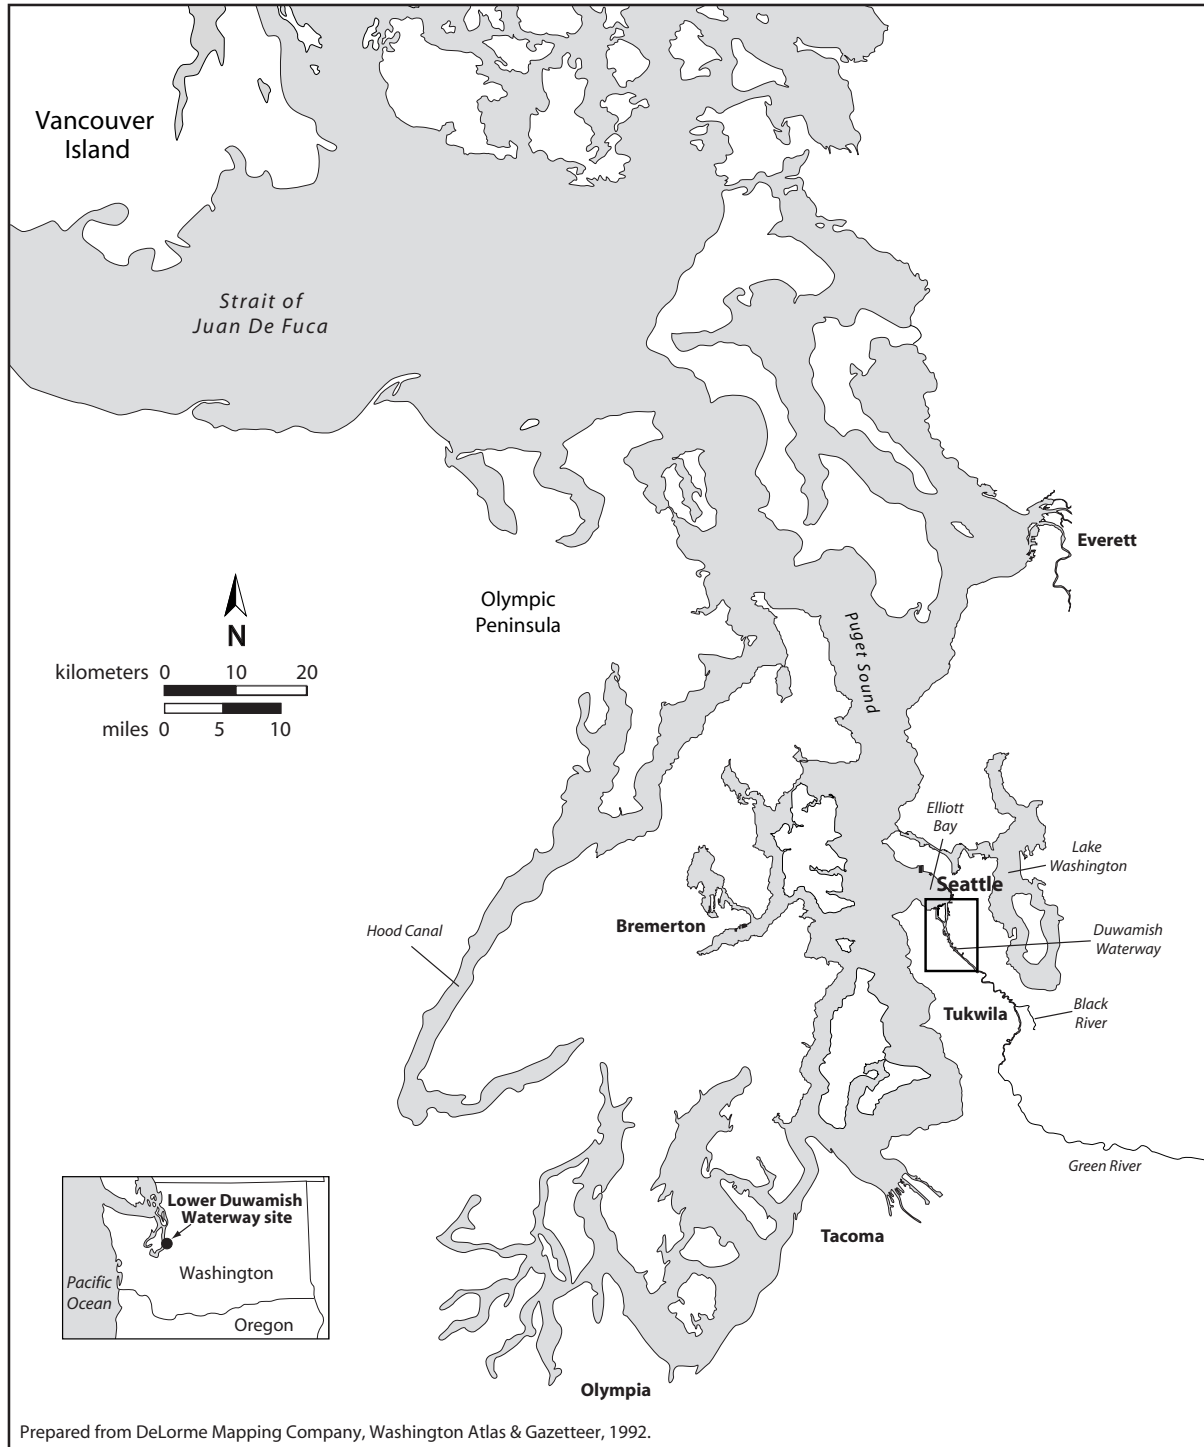 Vancouver
Island
Strait of
Juan De Fuca
Everett
Olympic
Peninsula
N
kilometers 0 10 20
miles 0 5 10
Puget Sound
Elliott
Bay
Lake
Washington
Seattle
Bremerton
Hood Canal
Duwamish
Waterway
Tukwila
Black
River
Green River
Tacoma
Olympia
Lower Duwamish
Waterway site
Washington
Pacific
Ocean
Oregon
Prepared from DeLorme Mapping Company, Washington Atlas & Gazetteer, 1992.